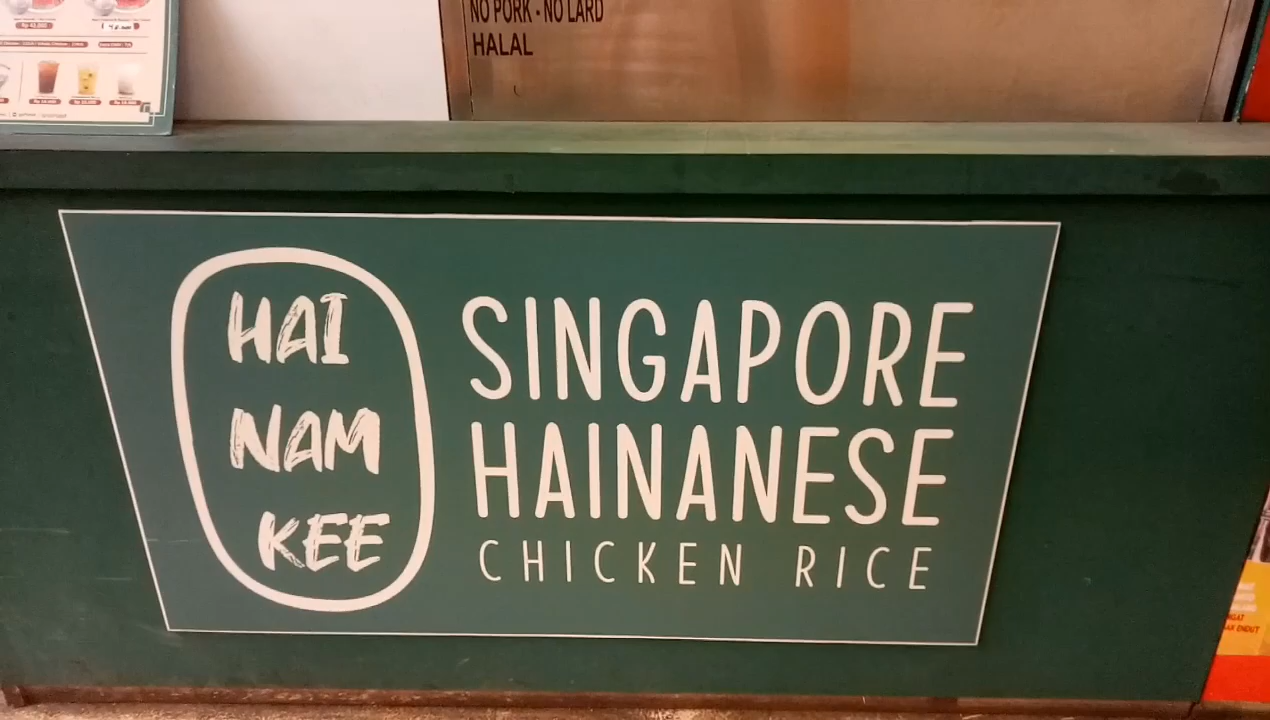 NO PORK - NO LARD
HALAL
HAI
NAM
KEE
SINGAPORE
HAINANESE
CHICKEN RICE